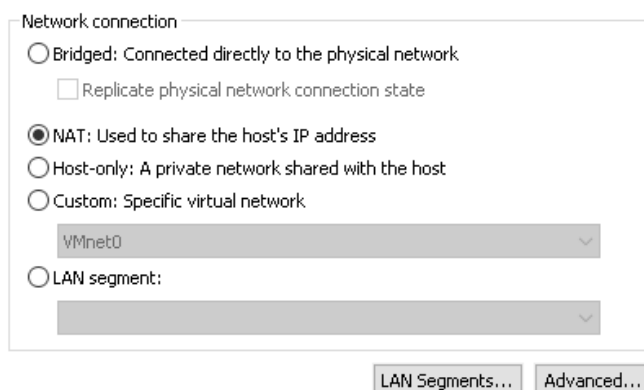 Network connection
Bridged: Connected directly to the physical network
Replicate physical network connection state
NAT: Used to share the host's IP address
Host-only: A private network shared with the host
Custom: Specific virtual network
VMnet0
LAN segment:
LAN Segments... Advanced...